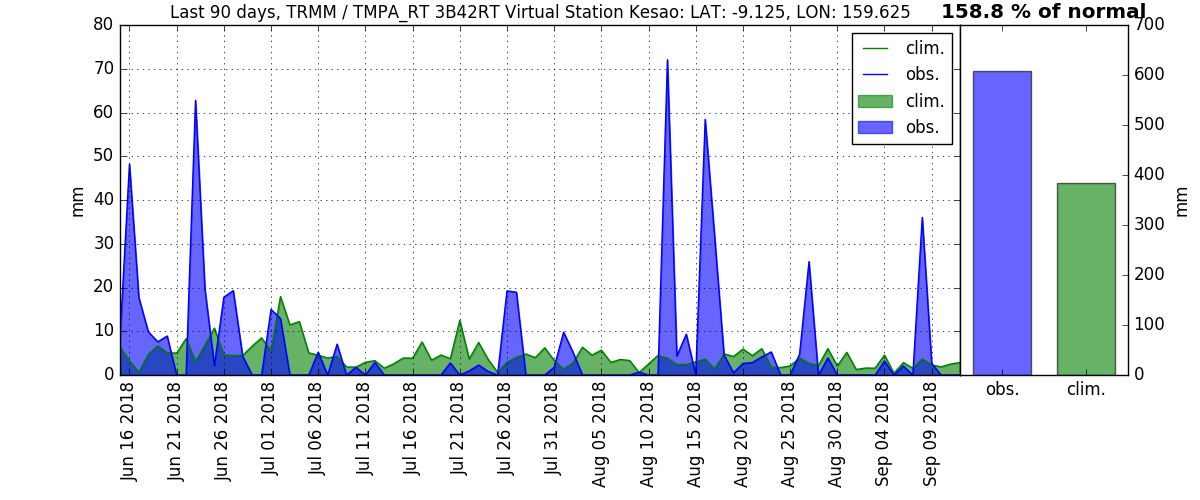 Last 90 days, TRMM / TMPA_RT 3B42RT Virtual Station Kesao: LAT: -9.125, LON: 159.625
158.8 % of normal
80
70
60
50
40
30
20
10
0
mm
clim.
obs.
clim.
obs.
700
600
500
400
300
200
100
0
mm
Jun 16 2018
Jun 21 2018
Jun 26 2018
Jul 01 2018
Jul 06 2018
Jul 11 2018
Jul 16 2018
Jul 21 2018
Jul 26 2018
Jul 31 2018
Aug 05 2018
Aug 10 2018
Aug 15 2018
Aug 20 2018
Aug 25 2018
Aug 30 2018
Sep 04 2018
Sep 09 2018
obs.
clim.